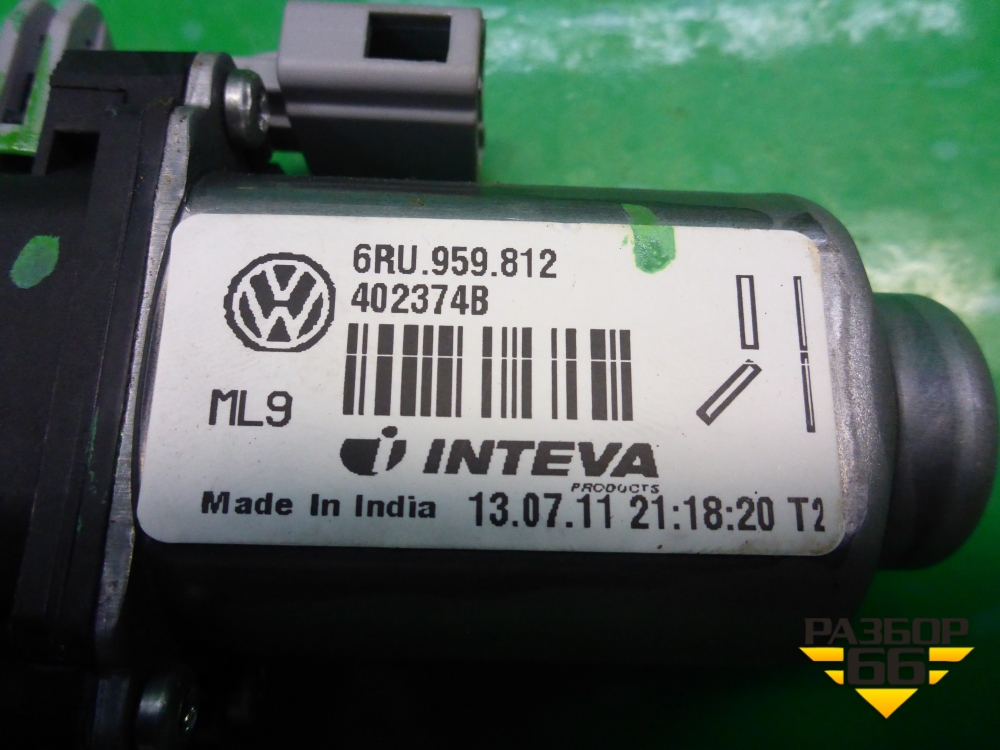 6RU.959.812
402374B
ML9
INTEVA
PRODUCTS
Made In India 13.07.11 21:18:20 T2
РАЗБОР
66